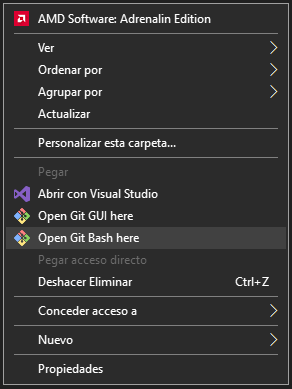 AMD Software: Adrenalin Edition
Ver
Ordenar por
Agrupar por
Actualizar
Personalizar esta carpeta...
Pegar
Abrir con Visual Studio
Open Git GUI here
Open Git Bash here
Pegar acceso directo
Deshacer Eliminar Ctrl+Z
Conceder acceso a
Nuevo
Propiedades